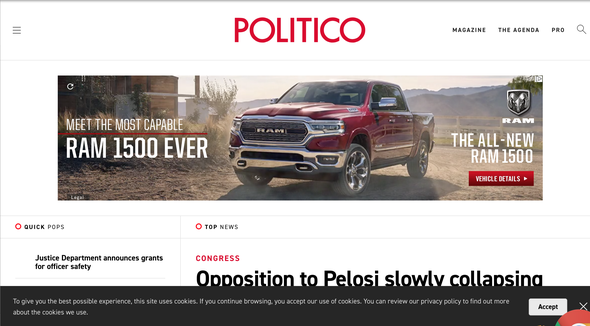 POLITICO
MAGAZINE THE AGENDA PRO
MEET THE MOST CAPABLE
RAM 1500 EVER
RAM
RAM
THE ALL-NEW
RAM 1500
VEHICLE DETAILS
Legal
QUICK POPS
TOP NEWS
Justice Department announces grants
for officer safety
CONGRESS
Opposition to Pelosi slowly collapsing
To give you the best possible experience, this site uses cookies. If you continue browsing, you accept our use of cookies. You can review our privacy policy to find out more
about the cookies we use.
Accept